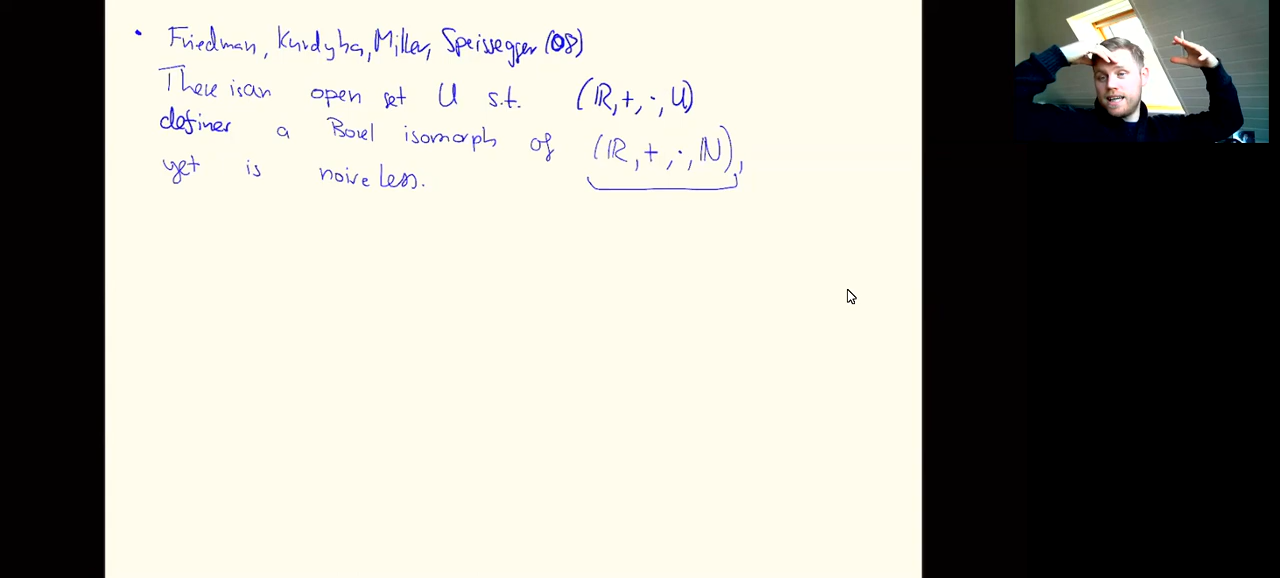 • Friedman, Kurdyka, Miller, Speissegger (08)
There is an open set U s.t. (ℝ,+,·,U)
defines a Borel isomorph of (ℝ,+,·,ℕ),
yet is noiseless.